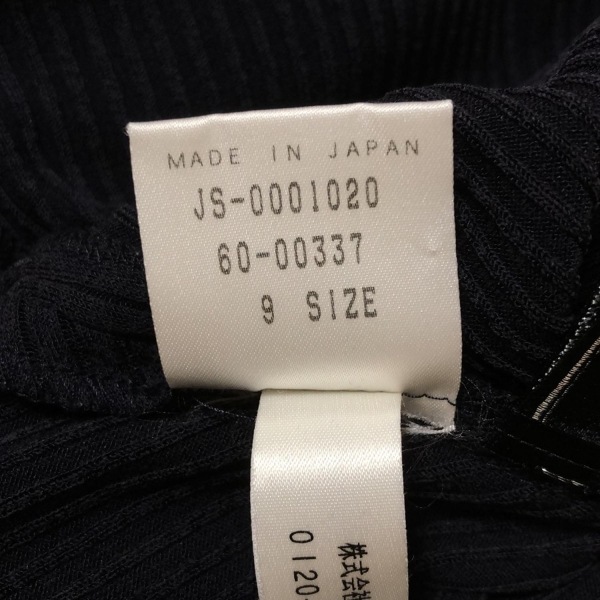 MADE IN JAPAN
JS-0001020
60-00337
9 SIZE
株式会社
0120-